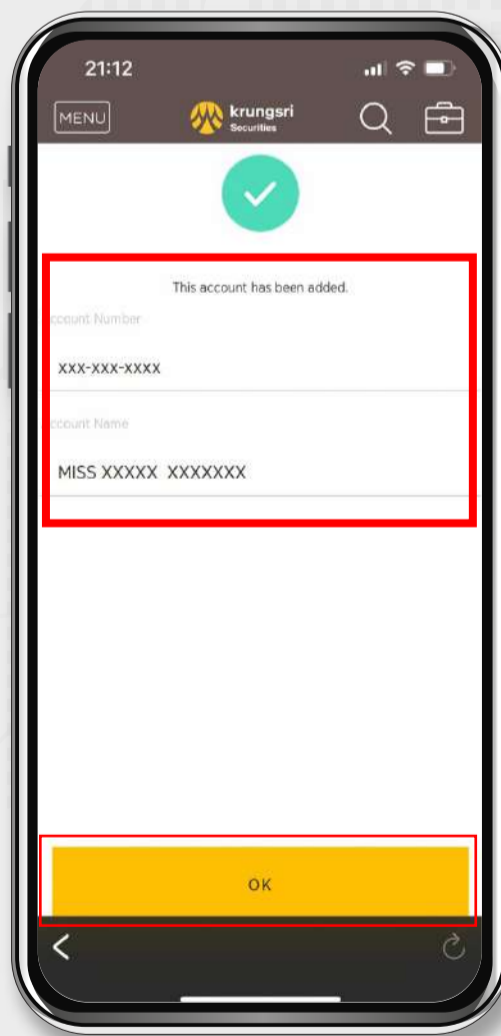 21:12
MENU
krungsri
Securities
This account has been added.
ccount Number
xxx-xxx-xxxx
ccount Name
MISS XXXXX XXXXXXX
OK